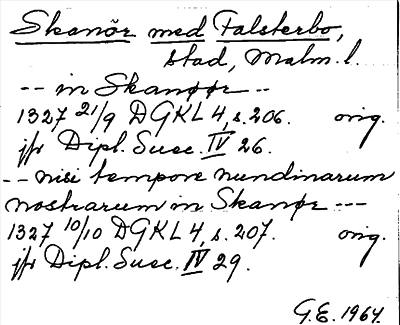 Skanör med Falsterbo,
stad, Malm. l.
-- in Skanøør --
1327 21/9 DGKL 4, s. 206. orig.
jfr Dipl. Suec. IV 26.
-- nisi tempore nundinarum
nostrarum in Skanør ---
1327 10/10 DGKL 4, s. 207. orig.
jfr Dipl. Suec. IV 29.
G.E. 1964.